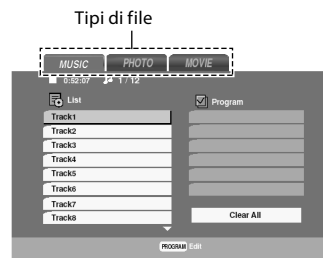 Tipi di file
MUSIC PHOTO MOVIE
0:52:07 1 / 12
List
Program
Track1
Track2
Track3
Track4
Track5
Track6
Track7
Track8
Clear All
PROGRAM Edit